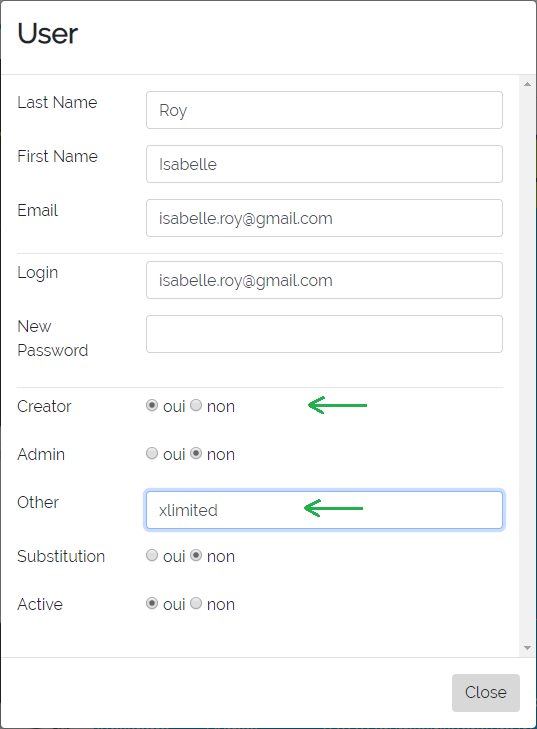 User
Last Name
Roy
First Name
Isabelle
Email
isabelle.roy@gmail.com
Login
isabelle.roy@gmail.com
New
Password
Creator oui non
Admin oui non
Other
xlimited
Substitution oui non
Active oui non
Close